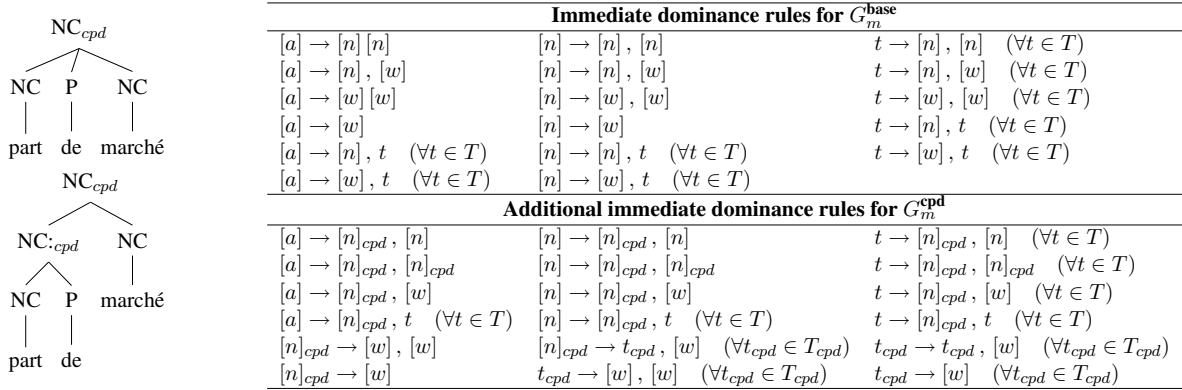 NC_cpd
NC P NC
part de marché
NC_cpd
NC:_cpd NC
NC P marché
part de
Immediate dominance rules for G_m^base
[a] → [n] [n] [n] → [n] , [n] t → [n] , [n] (∀t ∈ T)
[a] → [n] , [w] [n] → [n] , [w] t → [n] , [w] (∀t ∈ T)
[a] → [w] [w] [n] → [w] , [w] t → [w] , [w] (∀t ∈ T)
[a] → [w] [n] → [w] t → [n] , t (∀t ∈ T)
[a] → [n] , t (∀t ∈ T) [n] → [n] , t (∀t ∈ T) t → [w] , t (∀t ∈ T)
[a] → [w] , t (∀t ∈ T) [n] → [w] , t (∀t ∈ T)
Additional immediate dominance rules for G_m^cpd
[a] → [n]_cpd , [n] [n] → [n]_cpd , [n] t → [n]_cpd , [n] (∀t ∈ T)
[a] → [n]_cpd , [n]_cpd [n] → [n]_cpd , [n]_cpd t → [n]_cpd , [n]_cpd (∀t ∈ T)
[a] → [n]_cpd , [w] [n] → [n]_cpd , [w] t → [n]_cpd , [w] (∀t ∈ T)
[a] → [n]_cpd , t (∀t ∈ T) [n] → [n]_cpd , t (∀t ∈ T) t → [n]_cpd , t (∀t ∈ T)
[n]_cpd → [w] , [w] [n]_cpd → t_cpd , [w] (∀t_cpd ∈ T_cpd) t_cpd → t_cpd , [w] (∀t_cpd ∈ T_cpd)
[n]_cpd → [w] t_cpd → [w] , [w] (∀t_cpd ∈ T_cpd) t_cpd → [w] (∀t_cpd ∈ T_cpd)